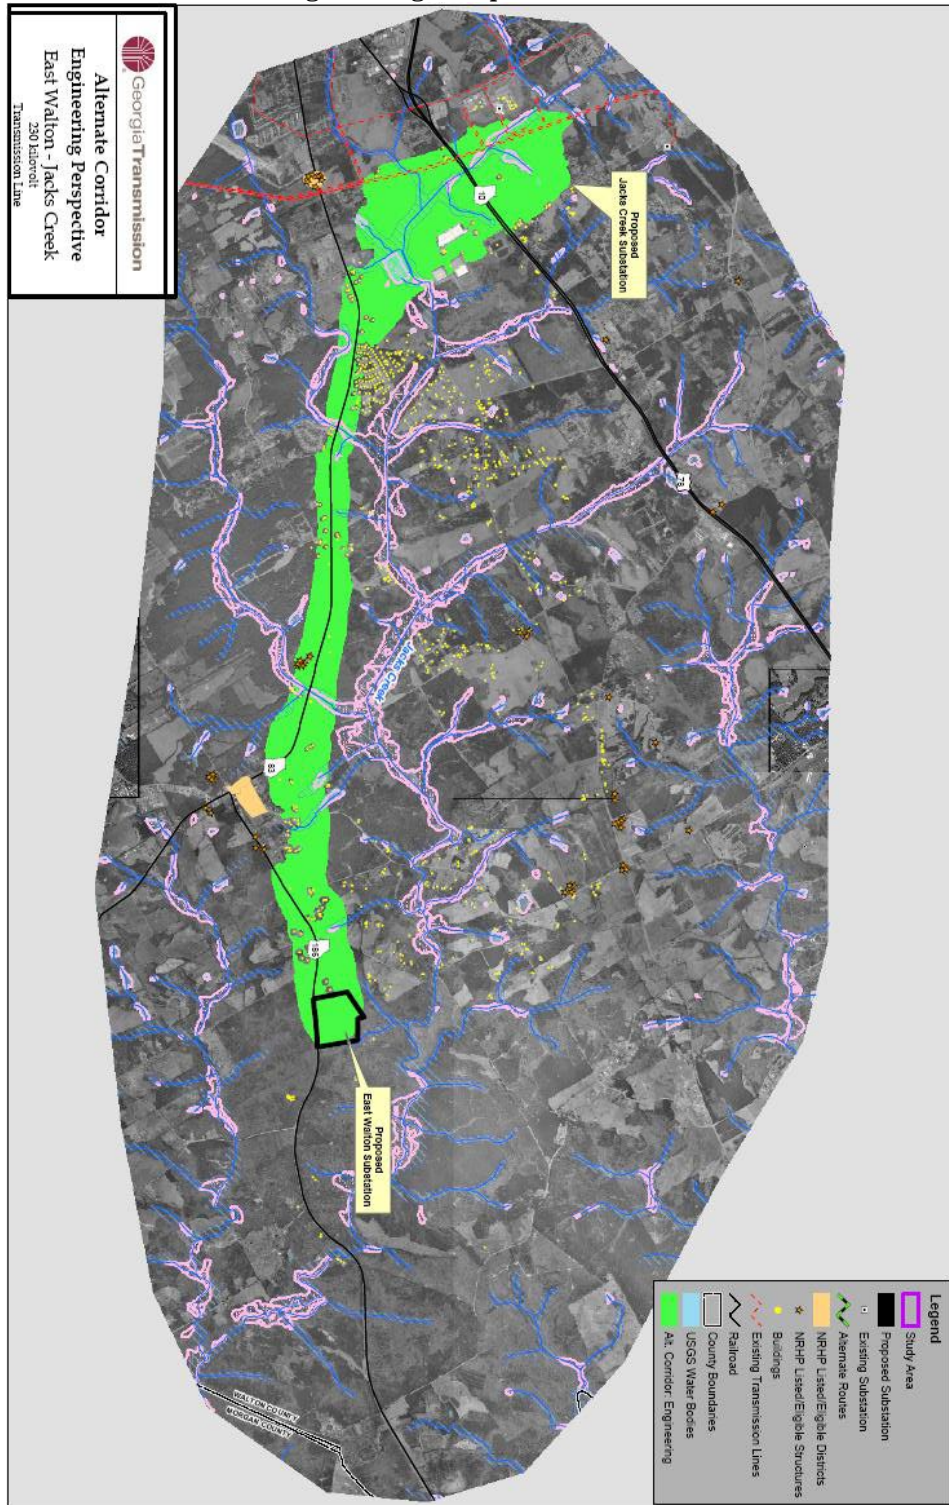 GeorgiaTransmission
Alternate Corridor
Engineering Perspective
East Walton - Jacks Creek
230 kilovolt
Transmission Line
Proposed
Jacks Creek Substation
10
78
Jacks Creek
83
186
Proposed
East Walton Substation
WALTON COUNTY
MORGAN COUNTY
Legend
Study Area
Proposed Substation
Existing Substation
Alternate Routes
NRHP Listed/Eligible Districts
NRHP Listed/Eligible Structures
Buildings
Existing Transmission Lines
Railroad
County Boundaries
USGS Water Bodies
Alt. Corridor Engineering